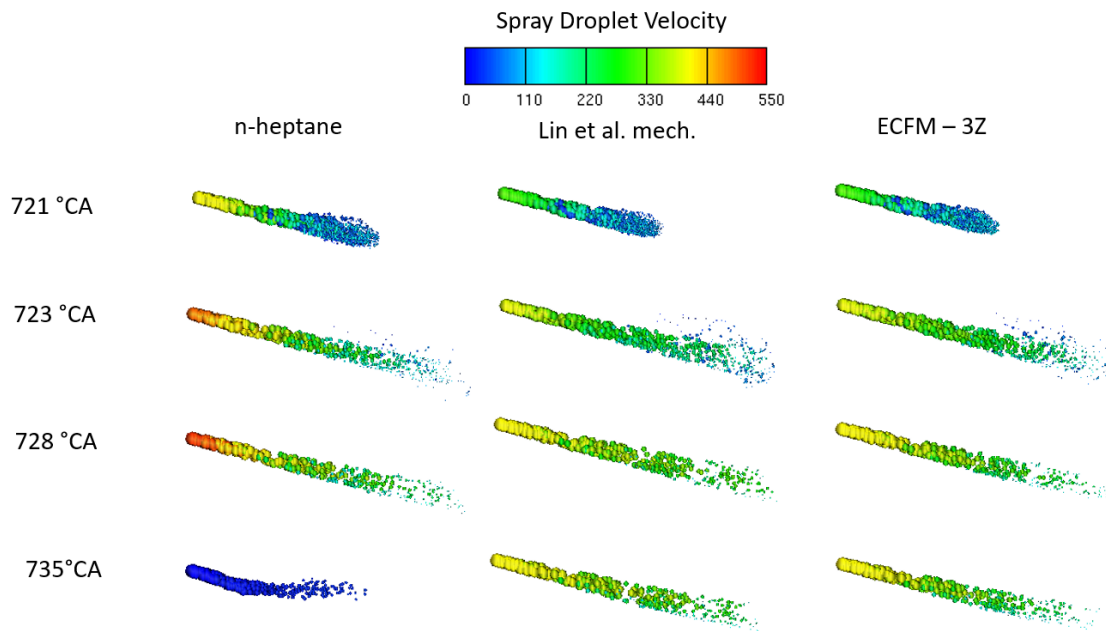 Spray Droplet Velocity
0 110 220 330 440 550
n-heptane Lin et al. mech. ECFM – 3Z
721 °CA
723 °CA
728 °CA
735°CA